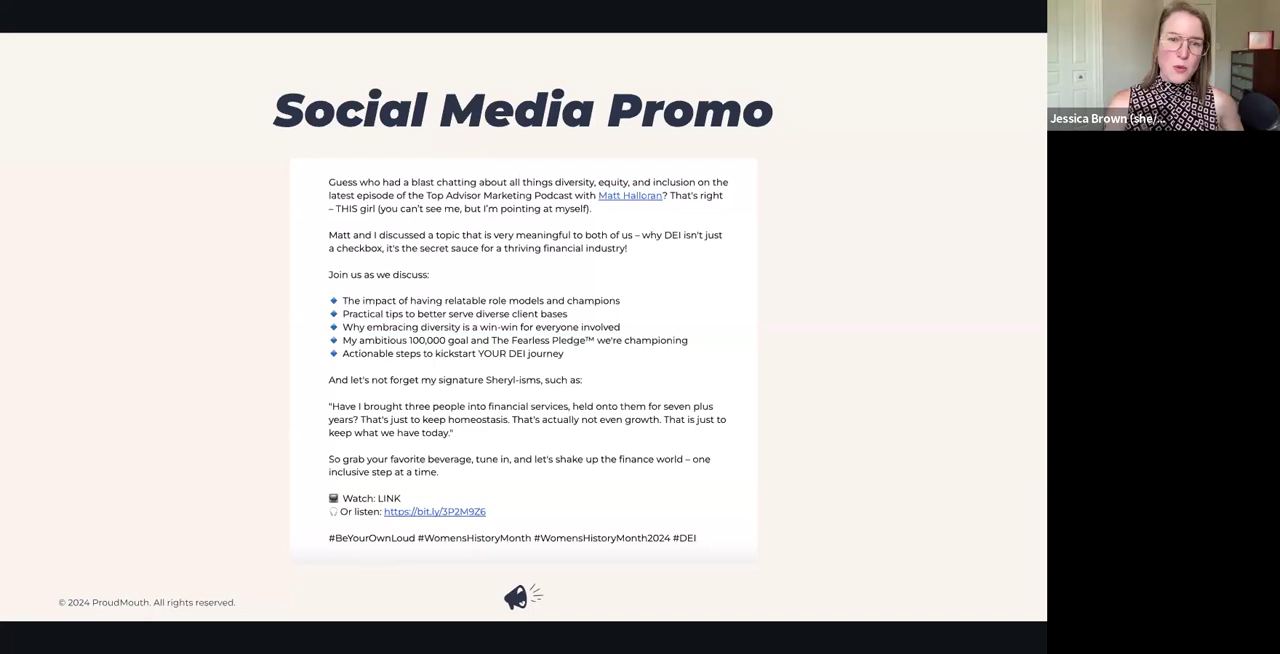 Social Media Promo
Guess who had a blast chatting about all things diversity, equity, and inclusion on the
latest episode of the Top Advisor Marketing Podcast with Matt Halloran? That's right
– THIS girl (you can’t see me, but I’m pointing at myself).
Matt and I discussed a topic that is very meaningful to both of us – why DEI isn't just
a checkbox, it's the secret sauce for a thriving financial industry!
Join us as we discuss:
🔹 The impact of having relatable role models and champions
🔹 Practical tips to better serve diverse client bases
🔹 Why embracing diversity is a win-win for everyone involved
🔹 My ambitious 100,000 goal and The Fearless Pledge™ we're championing
🔹 Actionable steps to kickstart YOUR DEI journey
And let's not forget my signature Sheryl-isms, such as:
"Have I brought three people into financial services, held onto them for seven plus
years? That's just to keep homeostasis. That's actually not even growth. That is just to
keep what we have today."
So grab your favorite beverage, tune in, and let's shake up the finance world – one
inclusive step at a time.
Watch: LINK
Or listen: https://bit.ly/3P2M9Z6
#BeYourOwnLoud #WomensHistoryMonth #WomensHistoryMonth2024 #DEI
© 2024 ProudMouth. All rights reserved.
Jessica Brown (she/...